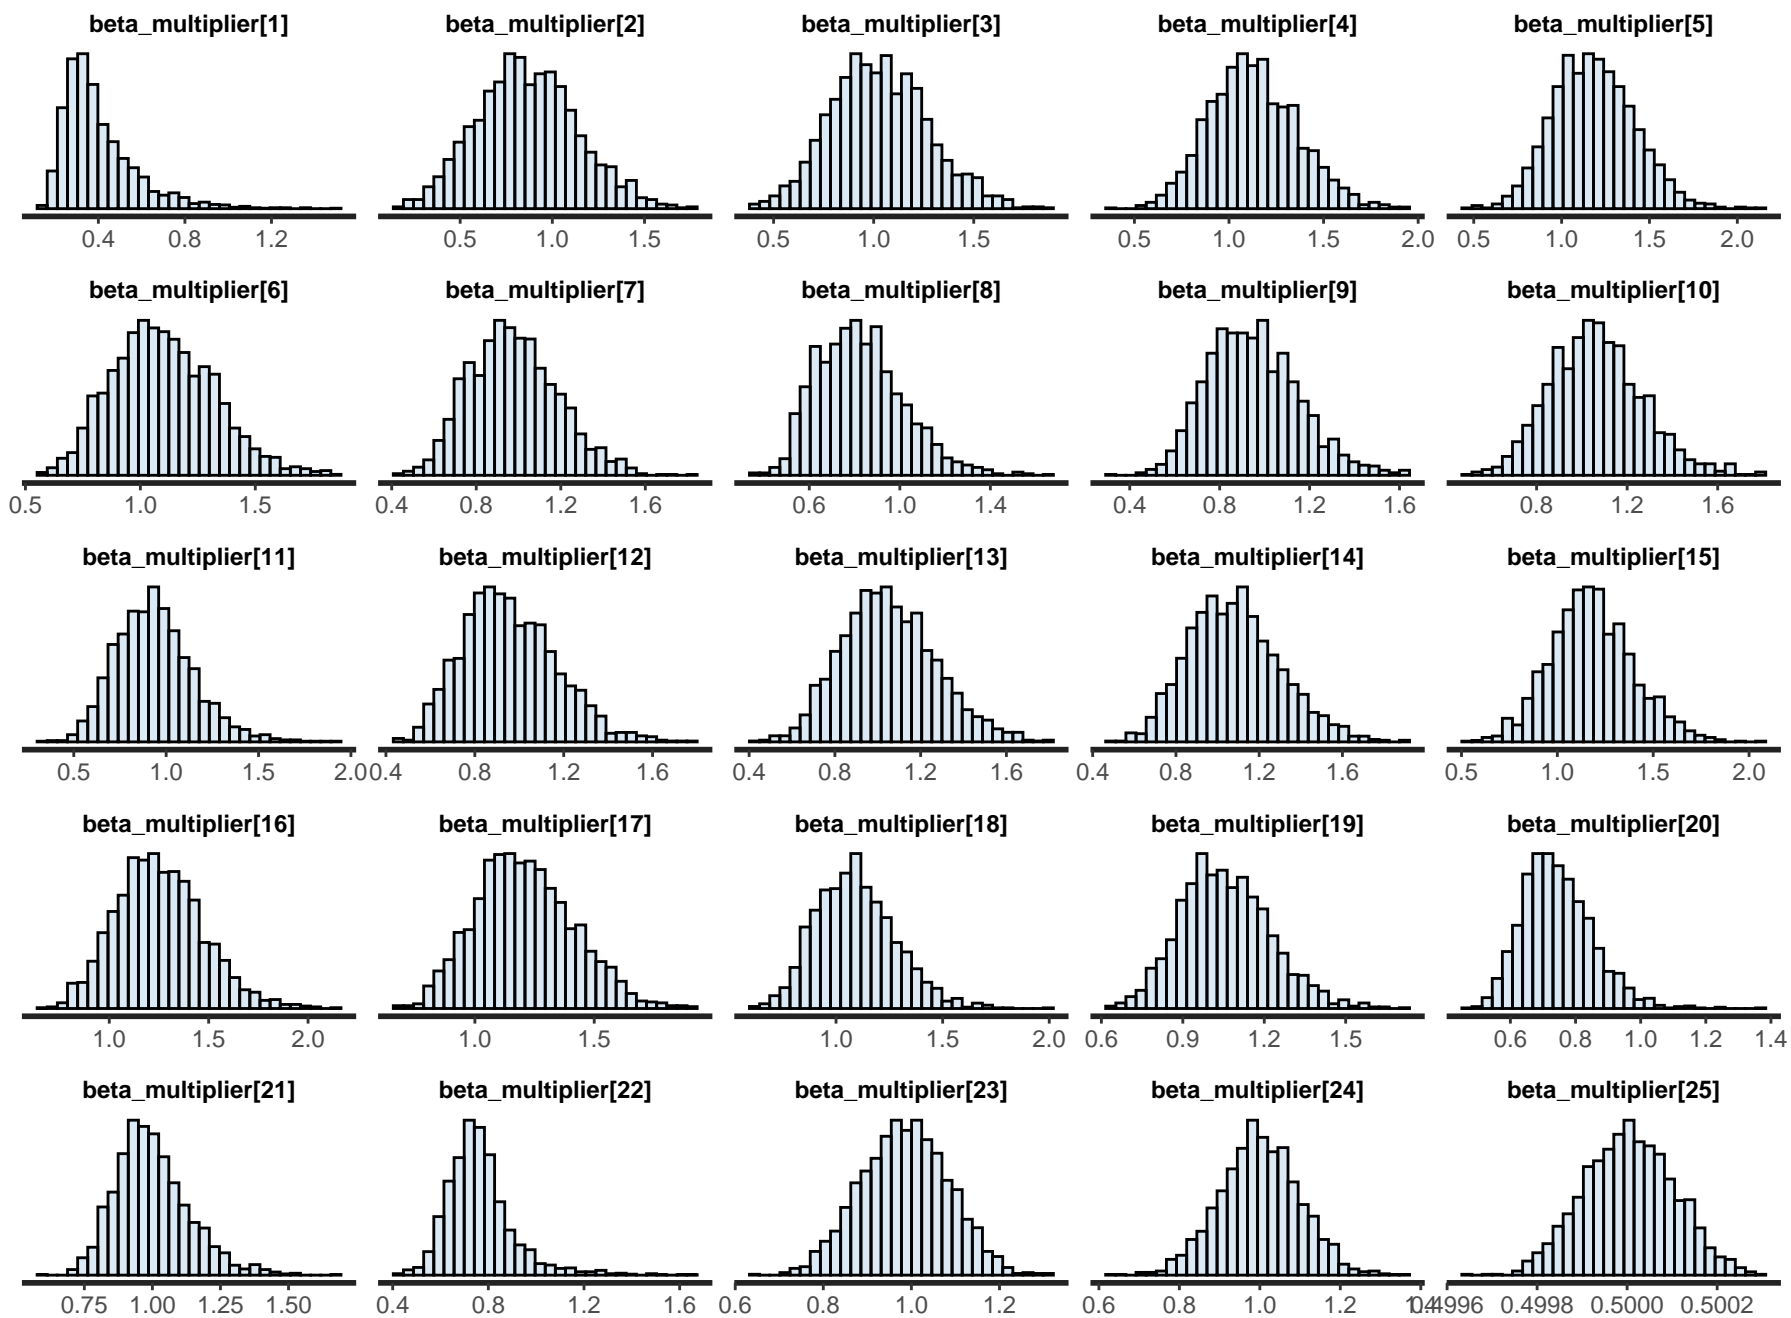 beta_multiplier[1] beta_multiplier[2] beta_multiplier[3] beta_multiplier[4] beta_multiplier[5]
0.4 0.8 1.2 0.5 1.0 1.5 0.5 1.0 1.5 0.5 1.0 1.5 2.0 0.5 1.0 1.5 2.0
beta_multiplier[6] beta_multiplier[7] beta_multiplier[8] beta_multiplier[9] beta_multiplier[10]
0.5 1.0 1.5 0.4 0.8 1.2 1.6 0.6 1.0 1.4 0.4 0.8 1.2 1.6 0.8 1.2 1.6
beta_multiplier[11] beta_multiplier[12] beta_multiplier[13] beta_multiplier[14] beta_multiplier[15]
0.5 1.0 1.5 2.0 0.4 0.8 1.2 1.6 0.4 0.8 1.2 1.6 0.4 0.8 1.2 1.6 0.5 1.0 1.5 2.0
beta_multiplier[16] beta_multiplier[17] beta_multiplier[18] beta_multiplier[19] beta_multiplier[20]
1.0 1.5 2.0 1.0 1.5 1.0 1.5 2.0 0.6 0.9 1.2 1.5 0.6 0.8 1.0 1.2 1.4
beta_multiplier[21] beta_multiplier[22] beta_multiplier[23] beta_multiplier[24] beta_multiplier[25]
0.75 1.00 1.25 1.50 0.4 0.8 1.2 1.6 0.6 0.8 1.0 1.2 0.6 0.8 1.0 1.2 1.4 0.4996 0.4998 0.5000 0.5002